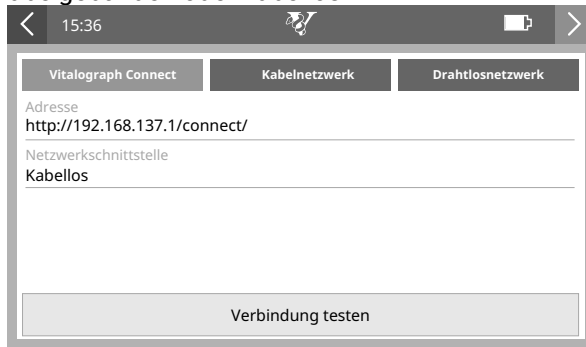 15:36
Vitalograph Connect Kabelnetzwerk Drahtlosnetzwerk
Adresse
http://192.168.137.1/connect/
Netzwerkschnittstelle
Kabellos
Verbindung testen